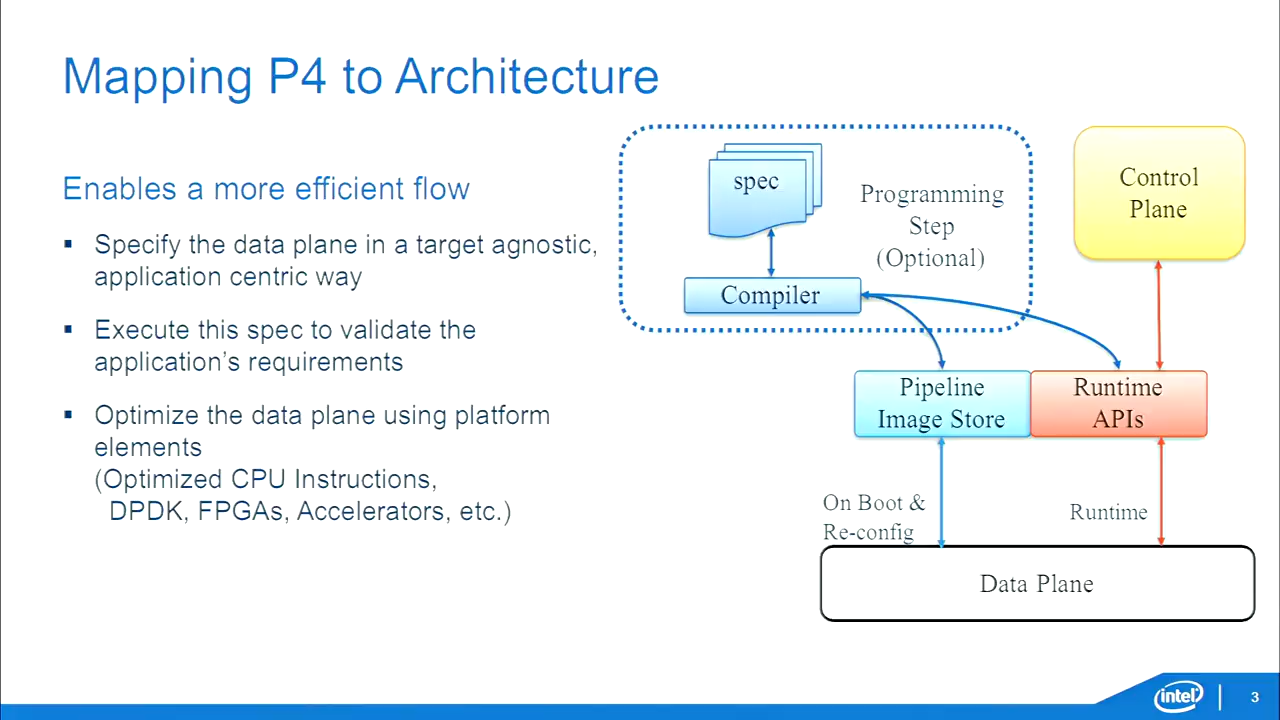 Mapping P4 to Architecture
Enables a more efficient flow
▪ Specify the data plane in a target agnostic,
application centric way
▪ Execute this spec to validate the
application’s requirements
▪ Optimize the data plane using platform
elements
(Optimized CPU Instructions,
DPDK, FPGAs, Accelerators, etc.)
spec
Programming
Step
(Optional)
Compiler
Control
Plane
Pipeline
Image Store
Runtime
APIs
On Boot &
Re-config
Runtime
Data Plane
intel
3